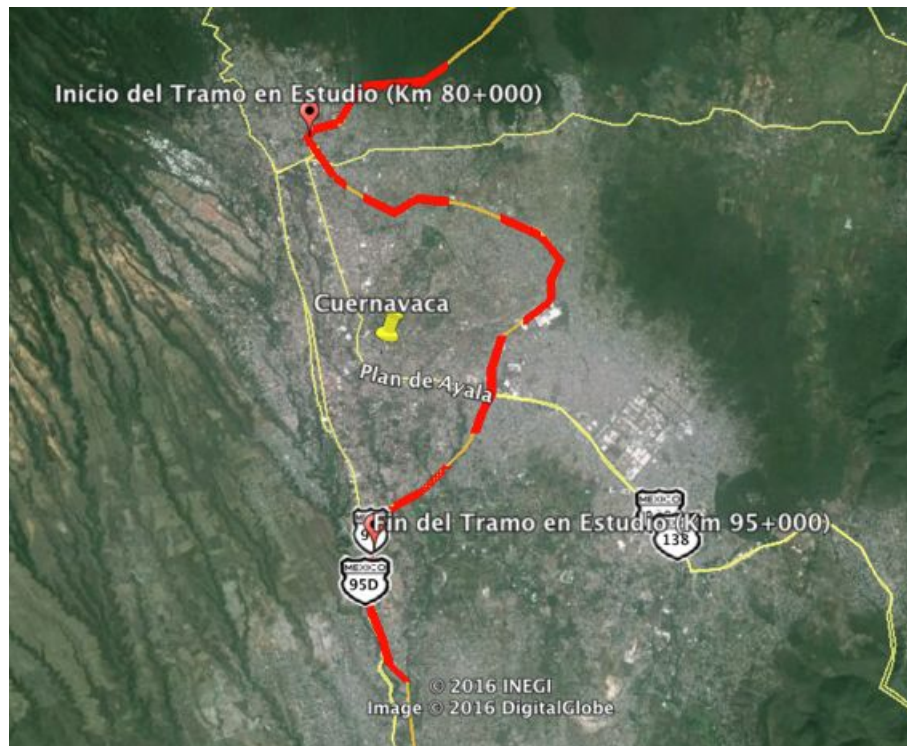 Inicio del Tramo en Estudio (Km 80+000)
Cuernavaca
Plan de Ayala
Fin del Tramo en Estudio (Km 95+000)
MEXICO
138
MEXICO
95D
© 2016 INEGI
Image © 2016 DigitalGlobe